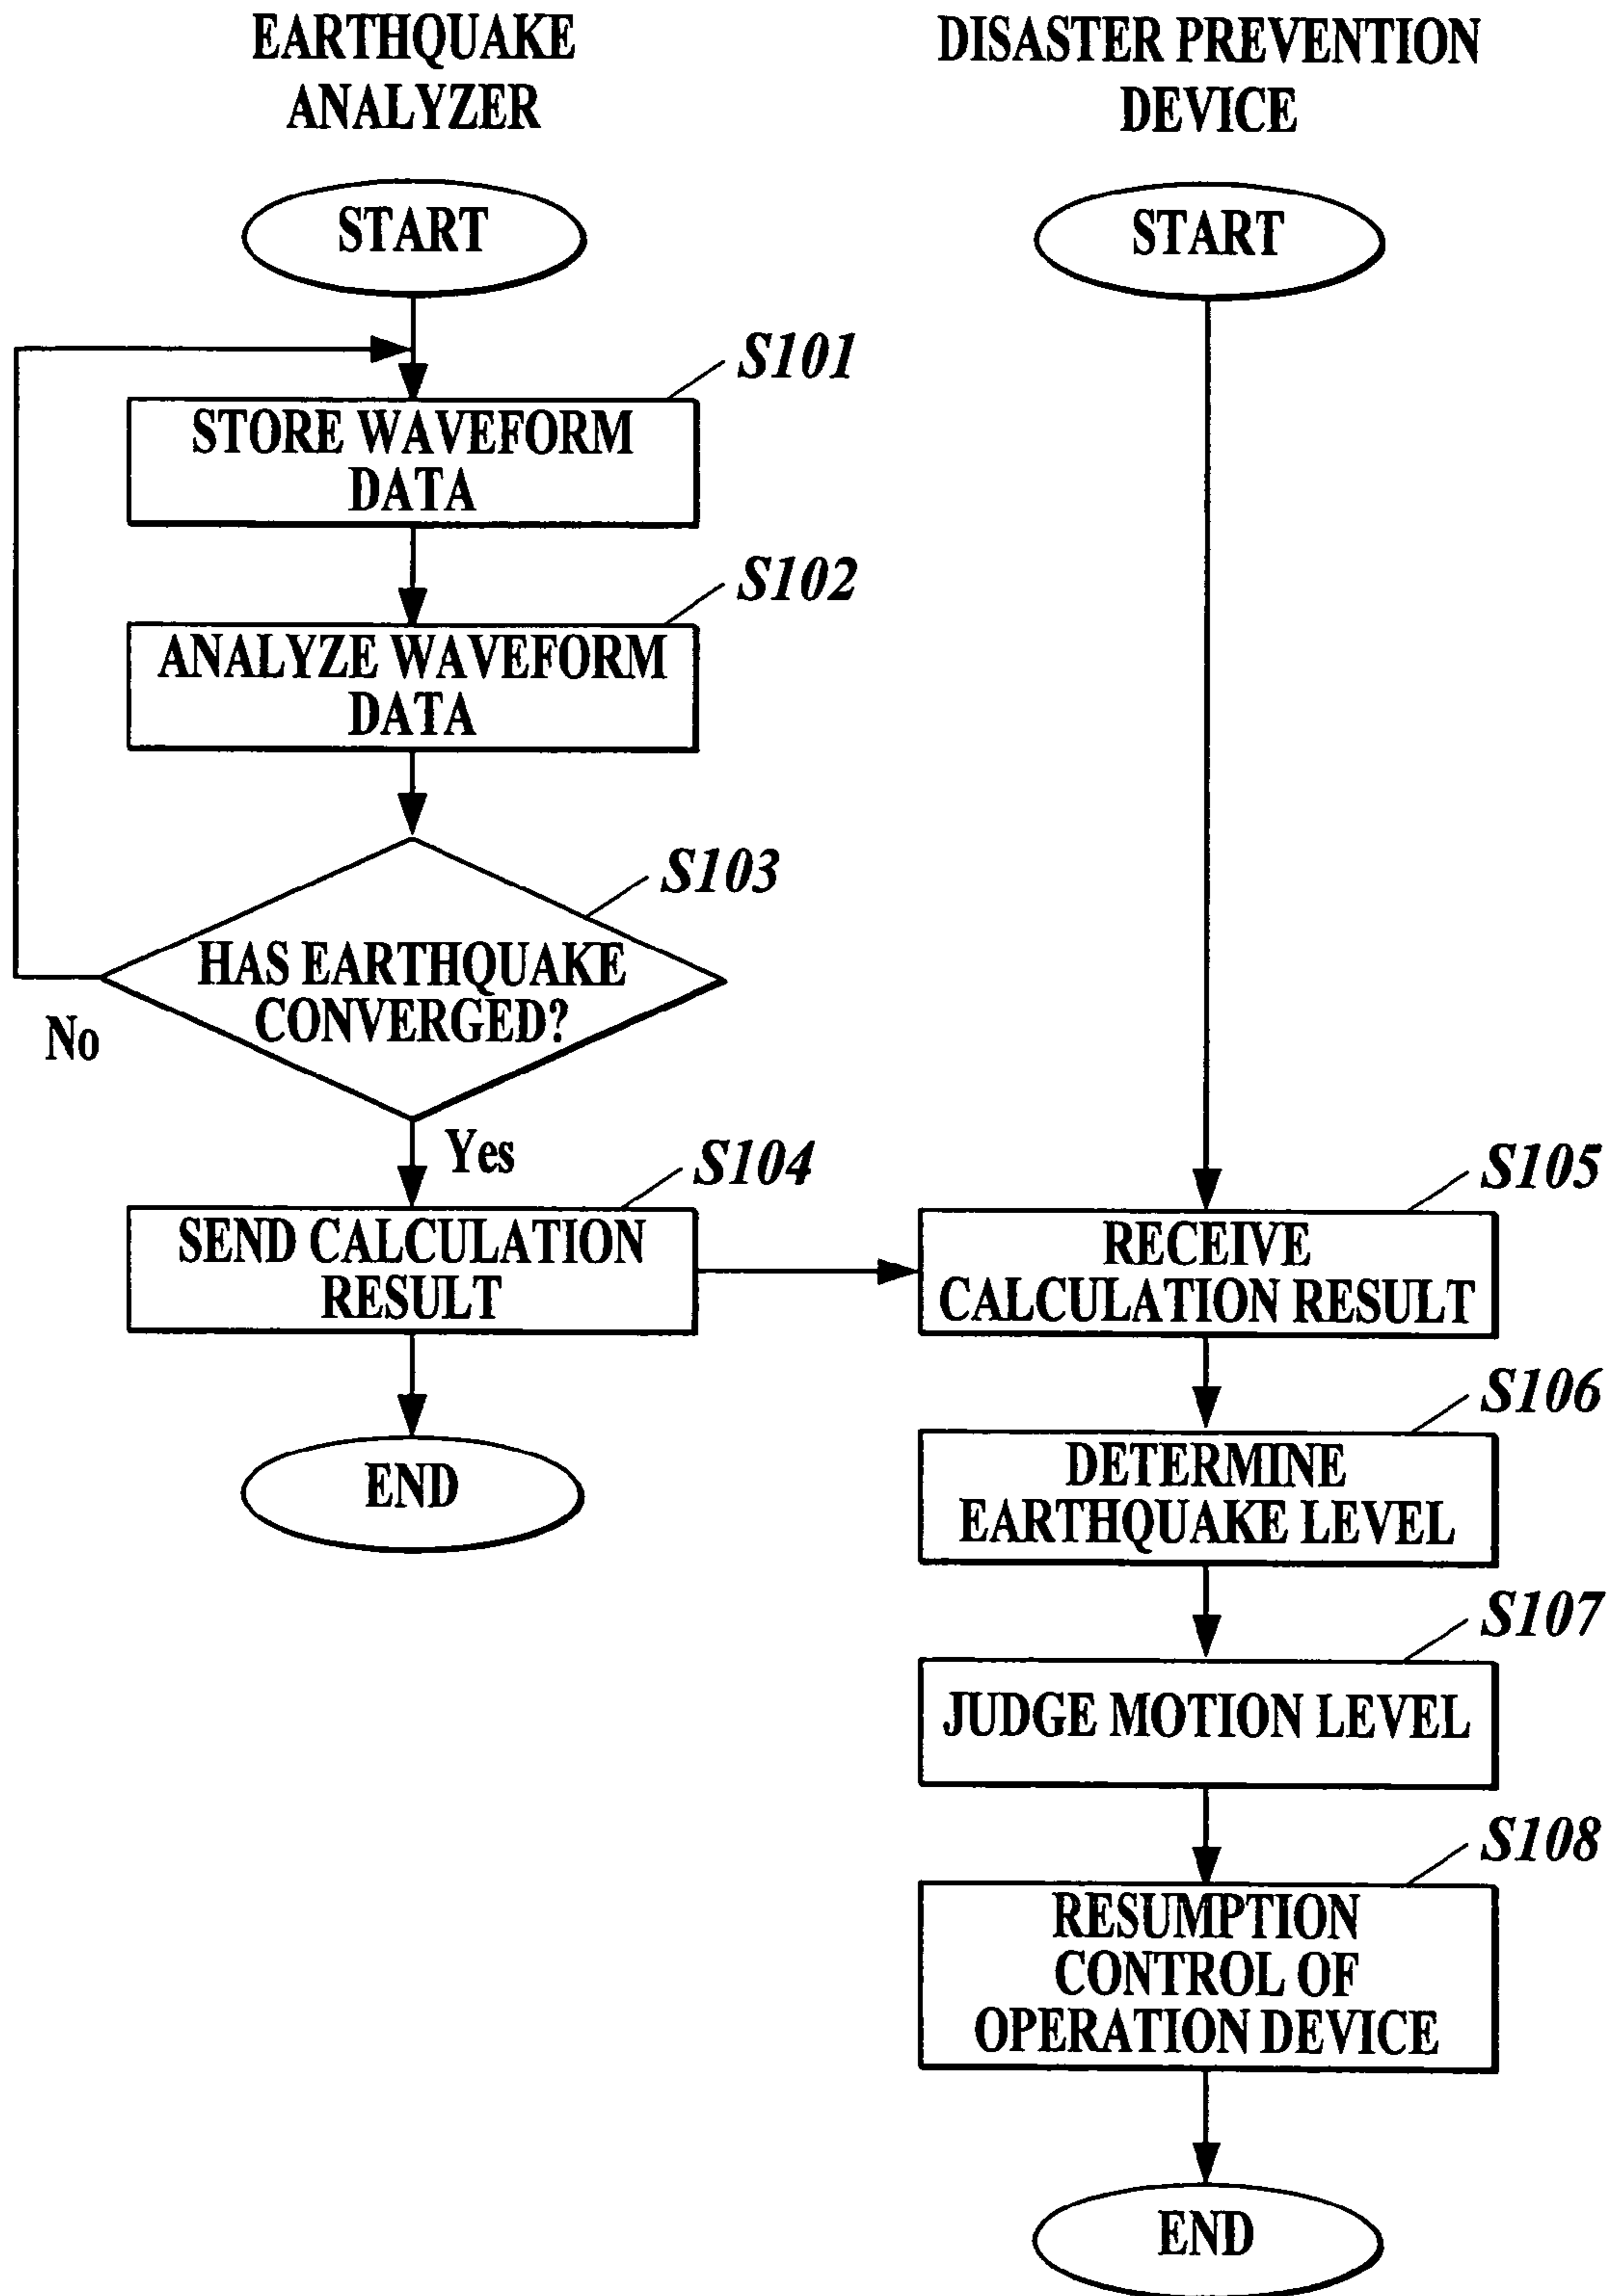 EARTHQUAKE
ANALYZER
START
S101
STORE WAVEFORM
DATA
S102
ANALYZE WAVEFORM
DATA
S103
HAS EARTHQUAKE
CONVERGED?
No
Yes
S104
SEND CALCULATION
RESULT
END
DISASTER PREVENTION
DEVICE
START
S105
RECEIVE
CALCULATION RESULT
S106
DETERMINE
EARTHQUAKE LEVEL
S107
JUDGE MOTION LEVEL
S108
RESUMPTION
CONTROL OF
OPERATION DEVICE
END